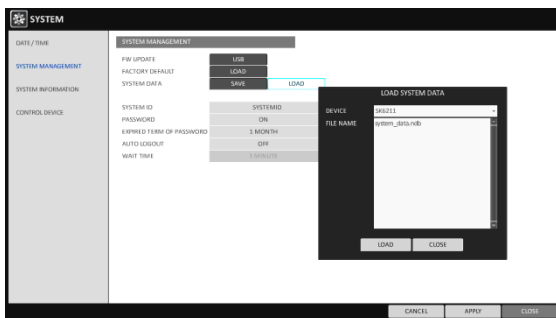 SYSTEM
DATE / TIME
SYSTEM MANAGEMENT
SYSTEM INFORMATION
CONTROL DEVICE
SYSTEM MANAGEMENT
FW UPDATE USB
FACTORY DEFAULT LOAD
SYSTEM DATA SAVE LOAD
SYSTEM ID SYSTEMID
PASSWORD ON
EXPIRED TERM OF PASSWORD 1 MONTH
AUTO LOGOUT OFF
WAIT TIME 1 MINUTE
LOAD SYSTEM DATA
DEVICE SK6211
FILE NAME system_data.ndb
LOAD CLOSE
CANCEL APPLY CLOSE